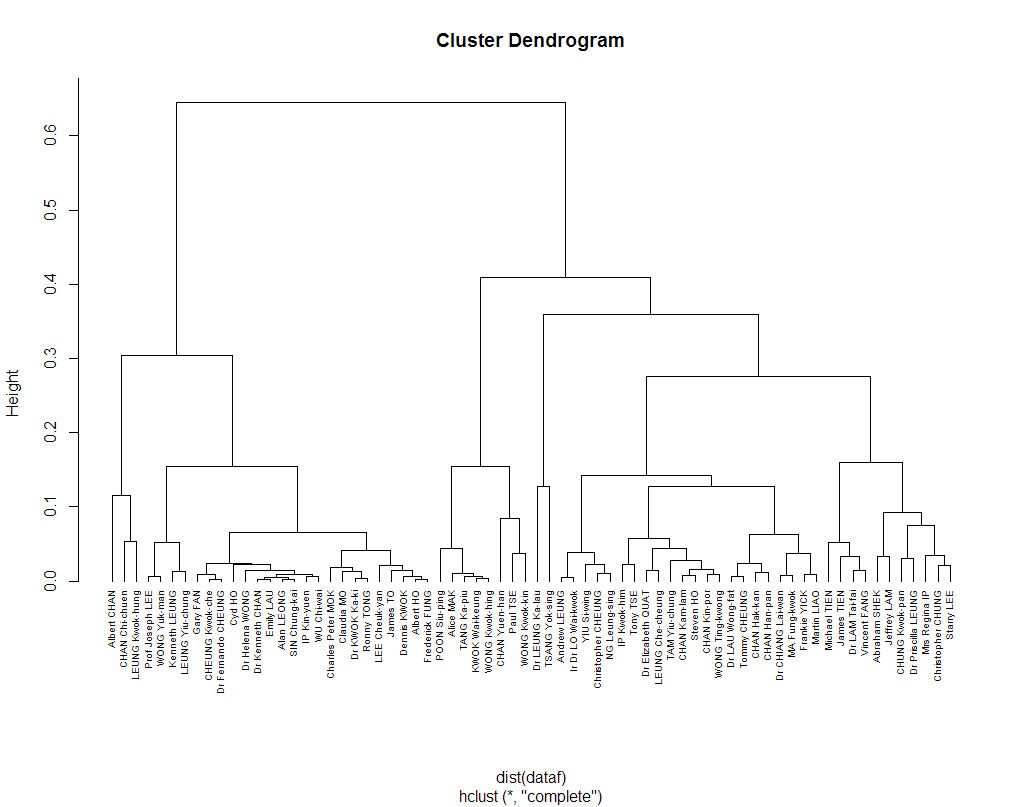 Cluster Dendrogram
Height
0.0
0.1
0.2
0.3
0.4
0.5
0.6
Albert CHAN
CHAN Chi-chuen
LEUNG Kwok-hung
Prof Joseph LEE
WONG Yuk-man
Kenneth LEUNG
LEUNG Yiu-chung
Gary FAN
CHEUNG Kwok-che
Dr Fernando CHEUNG
Cyd HO
Dr Helena WONG
Dr Kenneth CHAN
Emily LAU
Alan LEONG
SIN Chung-kai
IP Kin-yuen
WU Chi-wai
Charles Peter MOK
Claudia MO
Dr KWOK Ka-ki
Ronny TONG
LEE Cheuk-yan
James TO
Dennis KWOK
Albert HO
Frederick FUNG
POON Siu-ping
Alice MAK
TANG Ka-piu
KWOK Wai-keung
WONG Kwok-hing
CHAN Yuen-han
Paul TSE
WONG Kwok-kin
Dr LEUNG Ka-lau
TSANG Yok-sing
Andrew LEUNG
Ir Dr LO Wai-kwok
YIU Si-wing
Christopher CHEUNG
NG Leung-sing
IP Kwok-him
Tony TSE
Dr Elizabeth QUAT
LEUNG Che-cheung
TAM Yiu-chung
CHAN Kam-lam
Steven HO
CHAN Kin-por
WONG Ting-kwong
Dr LAU Wong-fat
Tommy CHEUNG
CHAN Hak-kan
CHAN Han-pan
Dr CHIANG Lai-wan
MA Fung-kwok
Frankie YICK
Martin LIAO
Michael TIEN
James TIEN
Dr LAM Tai-fai
Vincent FANG
Abraham SHEK
Jeffrey LAM
CHUNG Kwok-pan
Dr Priscilla LEUNG
Mrs Regina IP
Christopher CHUNG
Starry LEE
dist(dataf)
hclust (*, "complete")